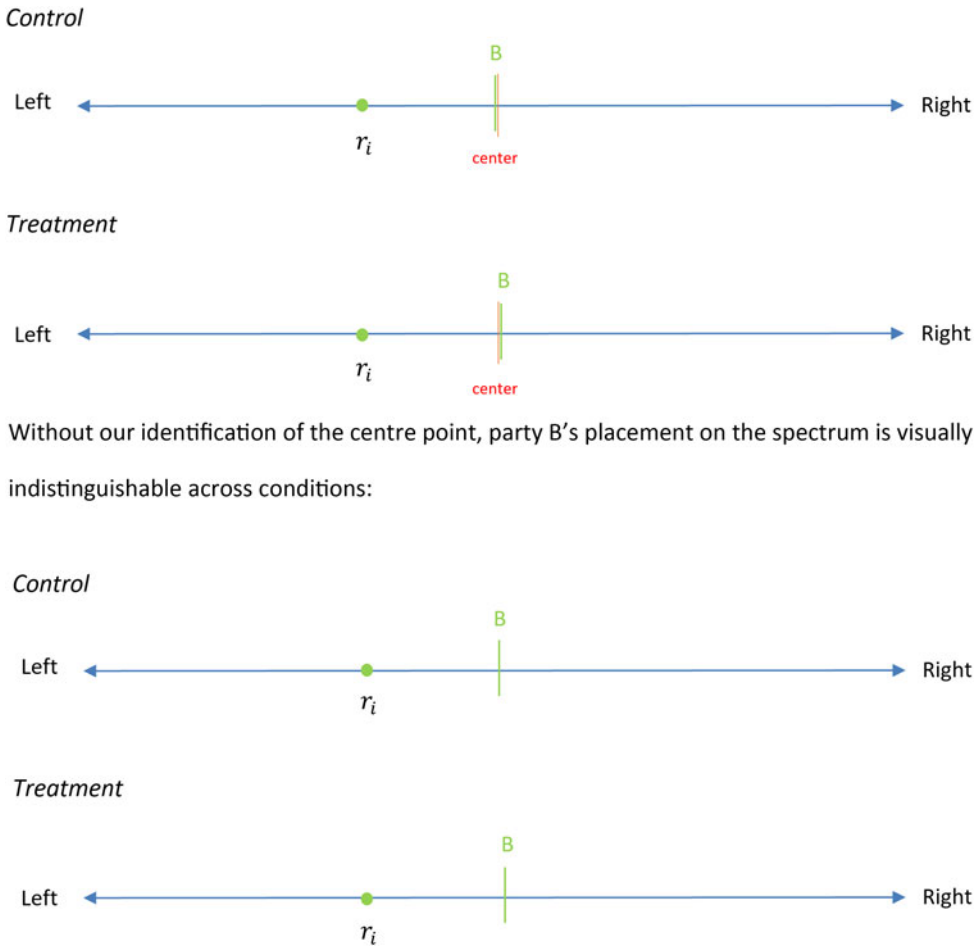 Control
B
Left Right
r_i
center
Treatment
B
Left Right
r_i
center
Without our identification of the centre point, party B’s placement on the spectrum is visually
indistinguishable across conditions:
Control
B
Left Right
r_i
Treatment
B
Left Right
r_i